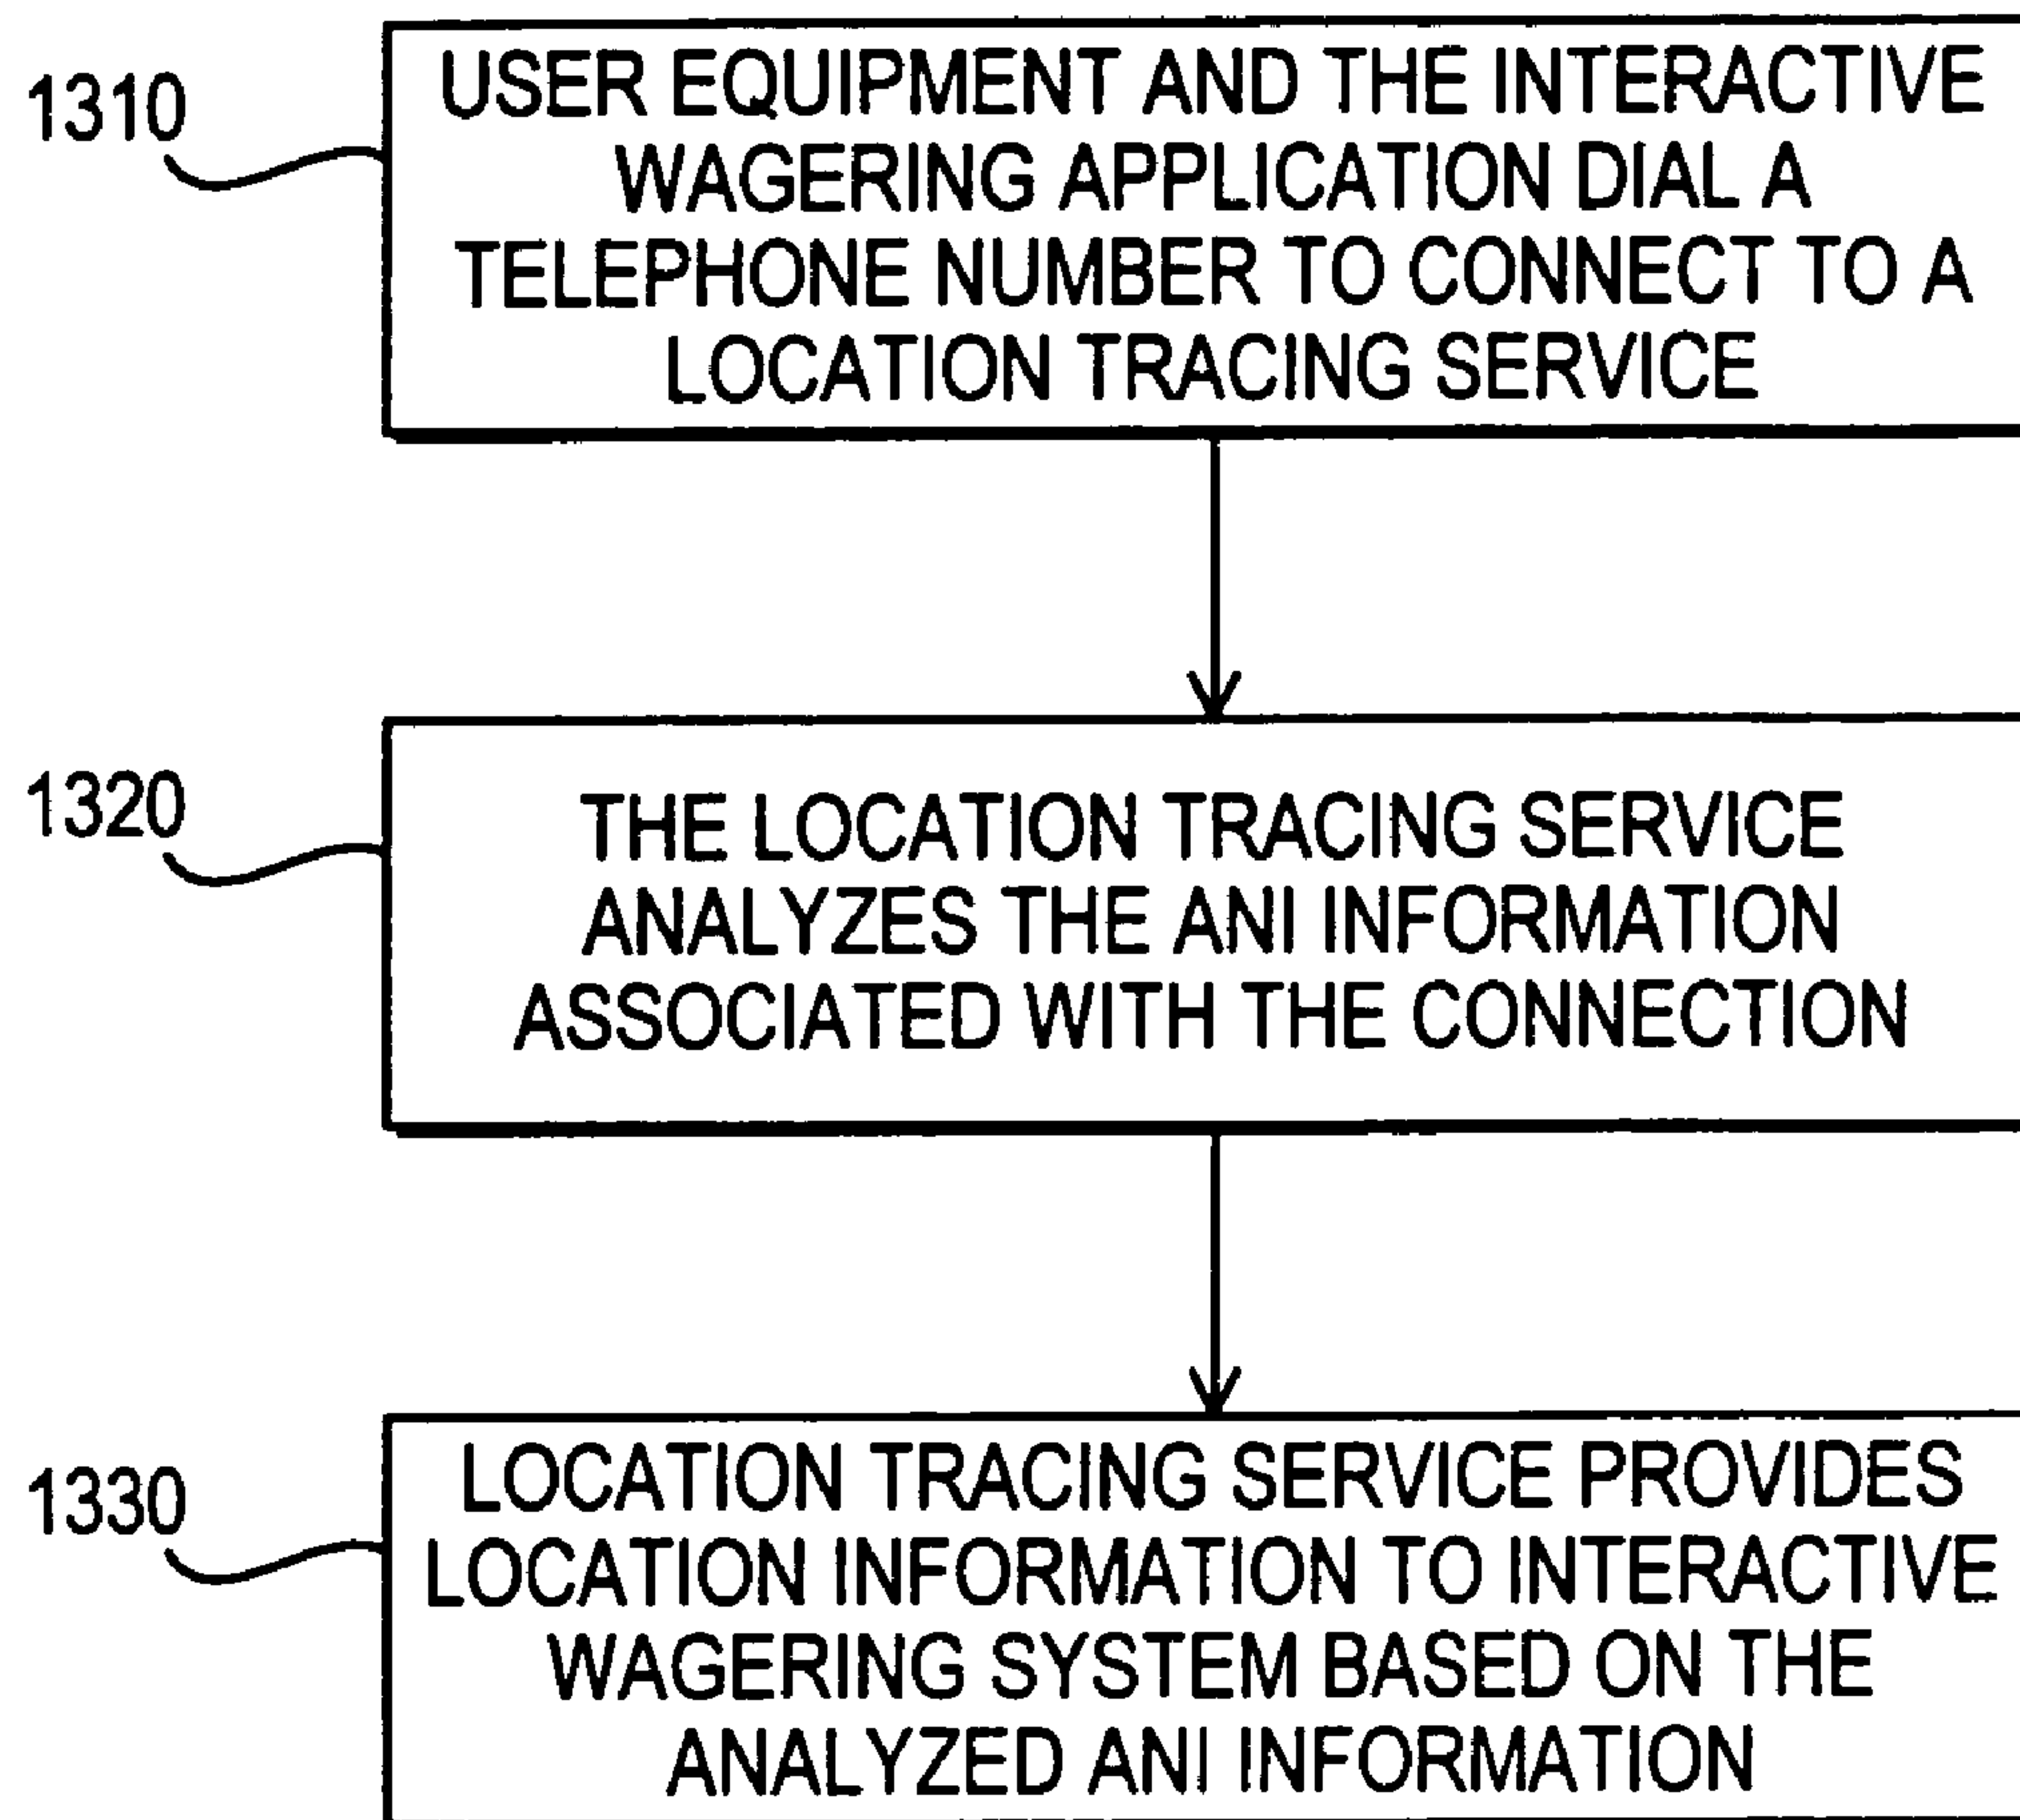 1310
USER EQUIPMENT AND THE INTERACTIVE
WAGERING APPLICATION DIAL A
TELEPHONE NUMBER TO CONNECT TO A
LOCATION TRACING SERVICE
1320
THE LOCATION TRACING SERVICE
ANALYZES THE ANI INFORMATION
ASSOCIATED WITH THE CONNECTION
1330
LOCATION TRACING SERVICE PROVIDES
LOCATION INFORMATION TO INTERACTIVE
WAGERING SYSTEM BASED ON THE
ANALYZED ANI INFORMATION